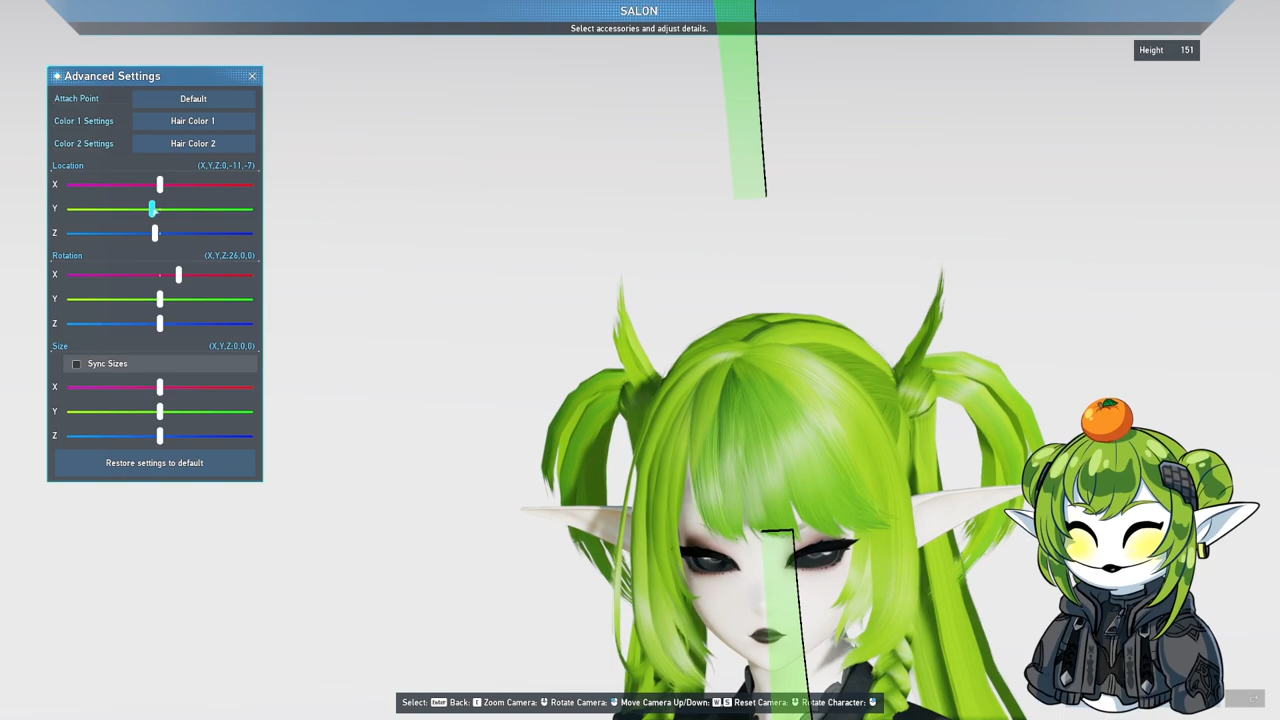 SALON
Select accessories and adjust details.
Height 151
Advanced Settings
Attach Point Default
Color 1 Settings Hair Color 1
Color 2 Settings Hair Color 2
Location (X,Y,Z:0,-11,-7)
X
Y
Z
Rotation (X,Y,Z:26,0,0)
X
Y
Z
Size (X,Y,Z:0,0,0)
Sync Sizes
X
Y
Z
Restore settings to default
Select: Enter Back: E Zoom Camera: Rotate Camera: Move Camera Up/Down: W,S Reset Camera: Rotate Character: